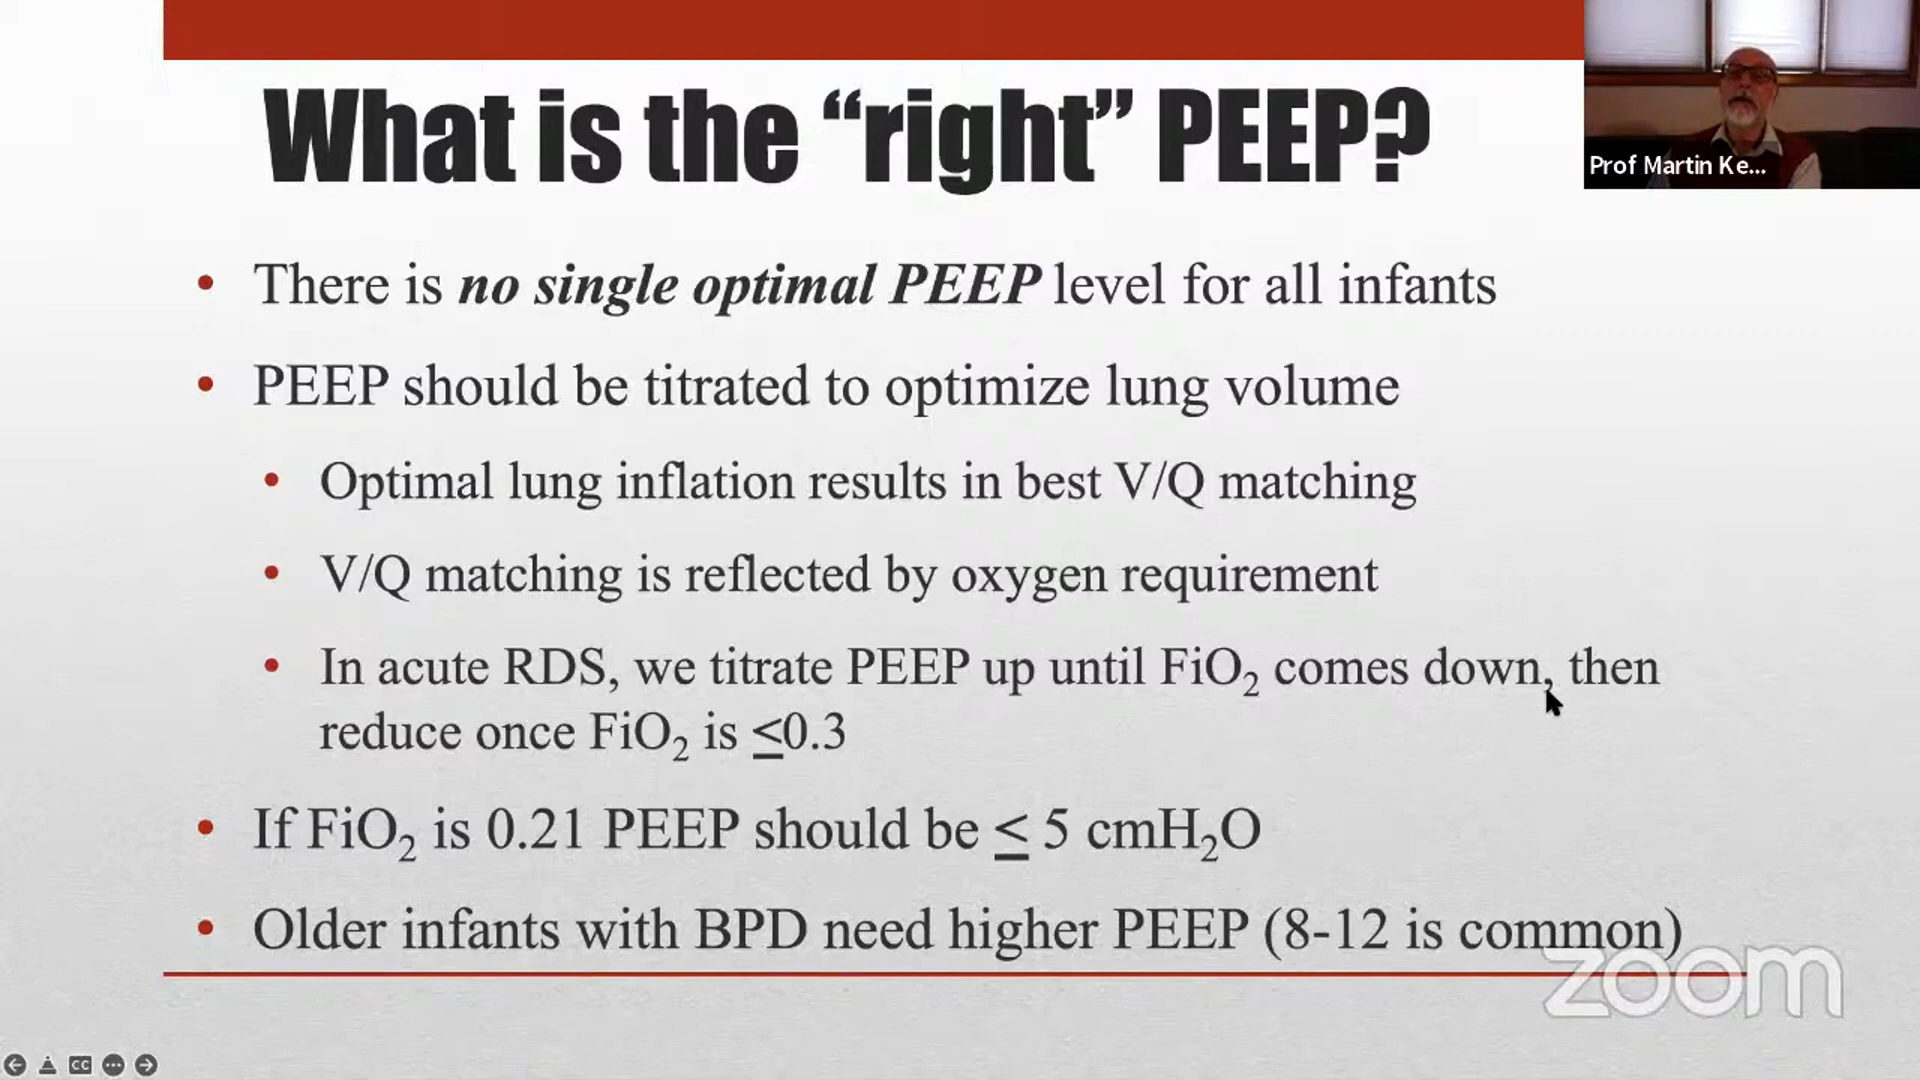 What is the “right” PEEP?
Prof Martin Ke...
• There is no single optimal PEEP level for all infants
• PEEP should be titrated to optimize lung volume
• Optimal lung inflation results in best V/Q matching
• V/Q matching is reflected by oxygen requirement
• In acute RDS, we titrate PEEP up until FiO₂ comes down, then
reduce once FiO₂ is ≤0.3
• If FiO₂ is 0.21 PEEP should be ≤ 5 cmH₂O
• Older infants with BPD need higher PEEP (8-12 is common)
zoom
CC